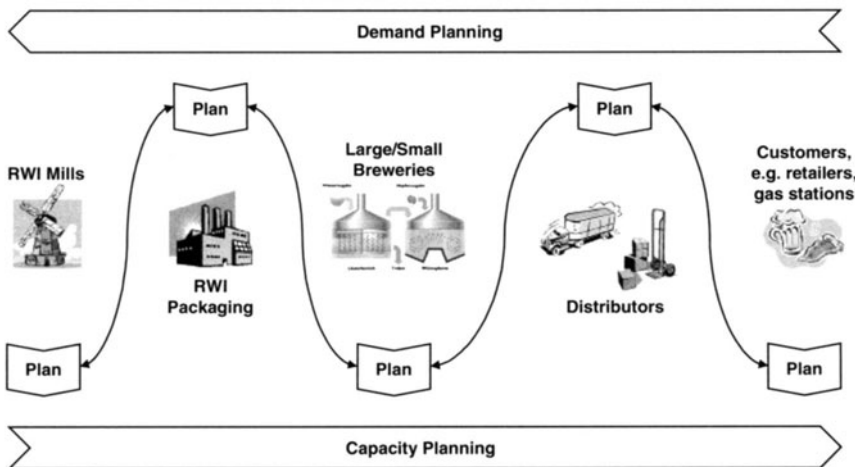 Demand Planning
Plan
Plan
Large/Small
Breweries
Customers,
e.g. retailers,
gas stations
RWI Mills
RWI
Packaging
Distributors
Plan
Plan
Plan
Capacity Planning